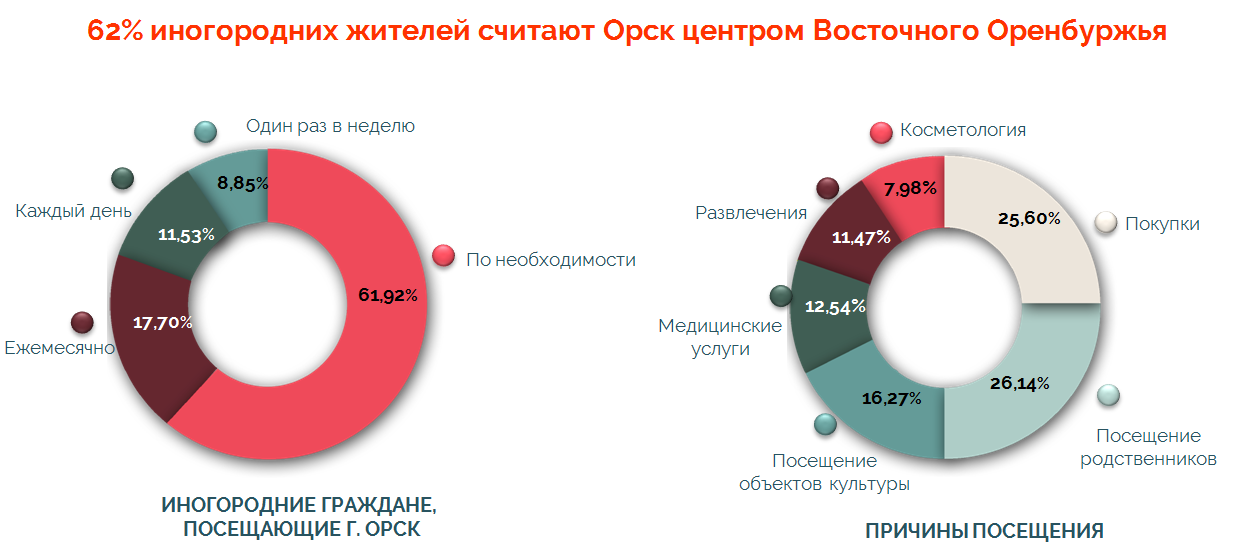 62% иногородних жителей считают Орск центром Восточного Оренбуржья
Один раз в неделю
8,85%
Каждый день
11,53%
По необходимости
61,92%
Ежемесячно
17,70%
ИНОГОРОДНИЕ ГРАЖДАНЕ,
ПОСЕЩАЮЩИЕ Г. ОРСК
Косметология
7,98%
Развлечения
11,47%
25,60%
Покупки
Медицинские
услуги
12,54%
16,27%
26,14%
Посещение
объектов культуры
Посещение
родственников
ПРИЧИНЫ ПОСЕЩЕНИЯ